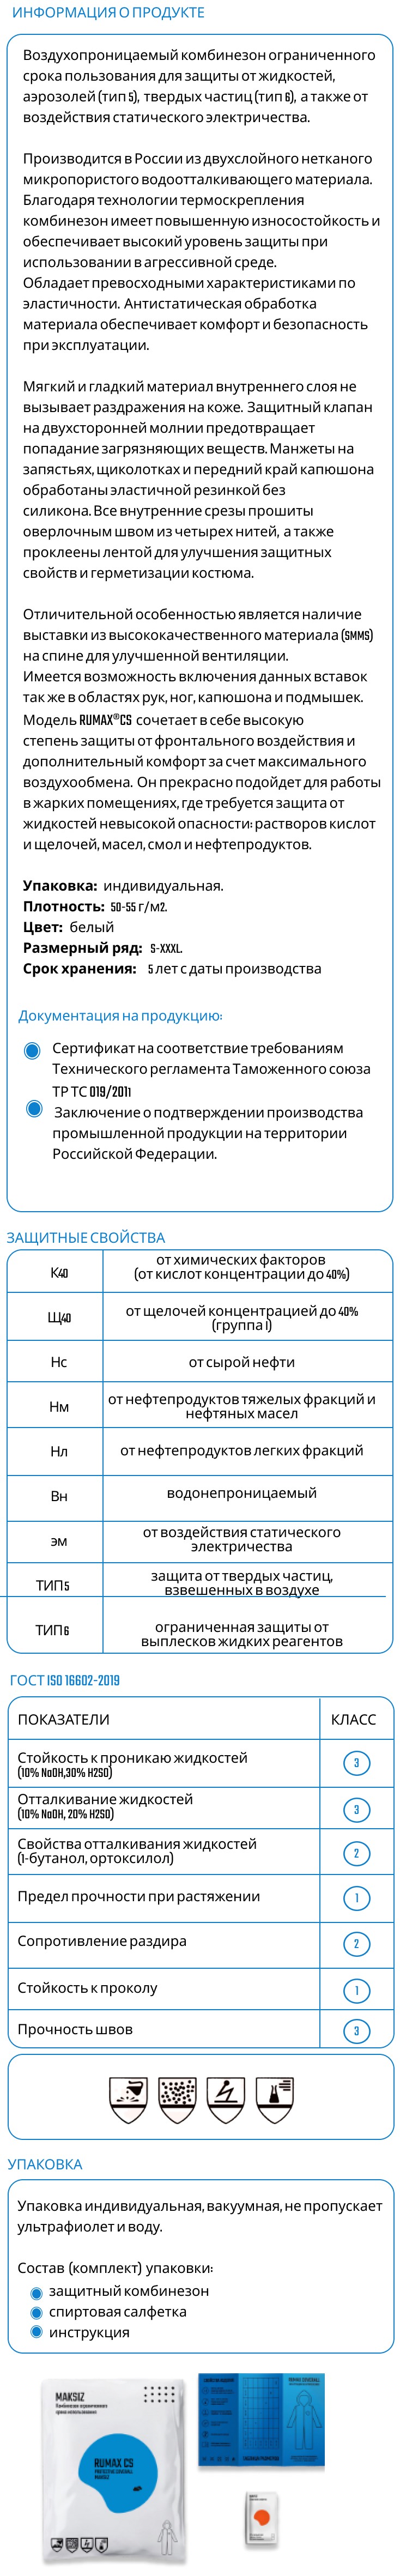 ИНФОРМАЦИЯ О ПРОДУКТЕ
Воздухопроницаемый комбинезон ограниченного
срока пользования для защиты от жидкостей,
аэрозолей (тип 5), твердых частиц (тип 6), а также от
воздействия статического электричества.
Производится в России из двухслойного нетканого
микропористого водоотталкивающего материала.
Благодаря технологии термоскрепления
комбинезон имеет повышенную износостойкость и
обеспечивает высокий уровень защиты при
использовании в агрессивной среде.
Обладает превосходными характеристиками по
эластичности. Антистатическая обработка
материала обеспечивает комфорт и безопасность
при эксплуатации.
Мягкий и гладкий материал внутреннего слоя не
вызывает раздражения на коже. Защитный клапан
на двухсторонней молнии предотвращает
попадание загрязняющих веществ. Манжеты на
запястьях, щиколотках и передний край капюшона
обработаны эластичной резинкой без
силикона. Все внутренние срезы прошиты
оверлочным швом из четырех нитей, а также
проклеены лентой для улучшения защитных
свойств и герметизации костюма.
Отличительной особенностью является наличие
выставки из высококачественного материала (SMMS)
на спине для улучшенной вентиляции.
Имеется возможность включения данных вставок
так же в областях рук, ног, капюшона и подмышек.
Модель RUMAX®CS сочетает в себе высокую
степень защиты от фронтального воздействия и
дополнительный комфорт за счет максимального
воздухообмена. Он прекрасно подойдет для работы
в жарких помещениях, где требуется защита от
жидкостей невысокой опасности: растворов кислот
и щелочей, масел, смол и нефтепродуктов.
Упаковка: индивидуальная.
Плотность: 50-55 г/м2.
Цвет: белый
Размерный ряд: S-XXXL.
Срок хранения: 5 лет с даты производства
Документация на продукцию:
Сертификат на соответствие требованиям
Технического регламента Таможенного союза
ТР ТС 019/2011
Заключение о подтверждении производства
промышленной продукции на территории
Российской Федерации.
ЗАЩИТНЫЕ СВОЙСТВА
К40
от химических факторов
(от кислот концентрации до 40%)
Щ40
от щелочей концентрацией до 40%
(группа I)
Нс
от сырой нефти
Нм
от нефтепродуктов тяжелых фракций и
нефтяных масел
Нл
от нефтепродуктов легких фракций
Вн
водонепроницаемый
эм
от воздействия статического
электричества
ТИП 5
защита от твердых частиц,
взвешенных в воздухе
ТИП 6
ограниченная защиты от
выплесков жидких реагентов
ГОСТ ISO 16602-2019
ПОКАЗАТЕЛИ КЛАСС
Стойкость к проникаю жидкостей
(10% NaOH,30% H2SO) 3
Отталкивание жидкостей
(10% NaOH, 20% H2SO) 3
Свойства отталкивания жидкостей
(1-бутанол, ортоксилол) 2
Предел прочности при растяжении 1
Сопротивление раздира 2
Стойкость к проколу 1
Прочность швов 3
УПАКОВКА
Упаковка индивидуальная, вакуумная, не пропускает
ультрафиолет и воду.
Состав (комплект) упаковки:
защитный комбинезон
спиртовая салфетка
инструкция
MAKSIZ
Комбинезон ограниченного
срока использования
RUMAX CS